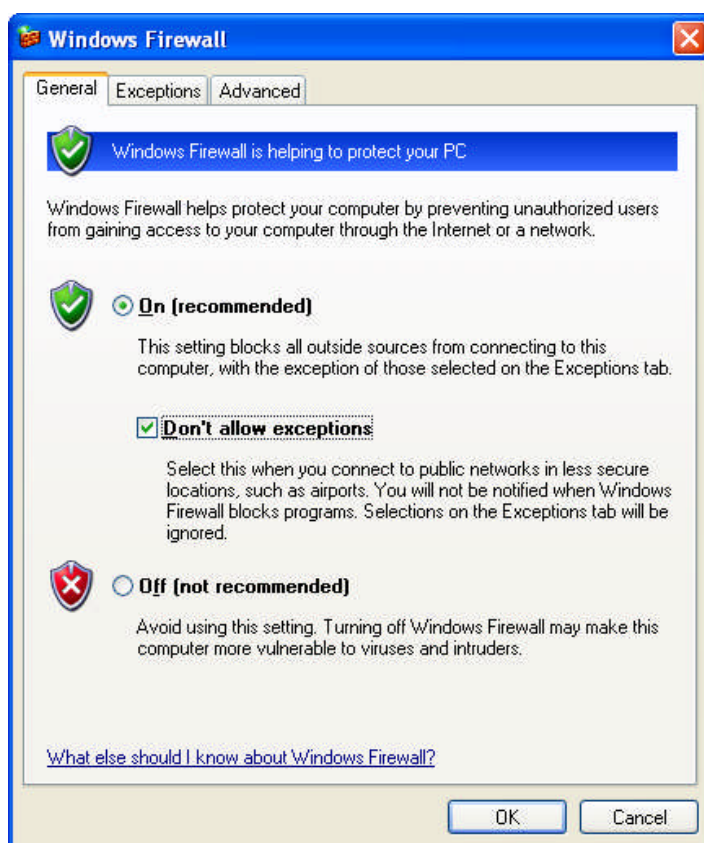 Windows Firewall
General Exceptions Advanced
Windows Firewall is helping to protect your PC
Windows Firewall helps protect your computer by preventing unauthorized users
from gaining access to your computer through the Internet or a network.
On (recommended)
This setting blocks all outside sources from connecting to this
computer, with the exception of those selected on the Exceptions tab.
Don't allow exceptions
Select this when you connect to public networks in less secure
locations, such as airports. You will not be notified when Windows
Firewall blocks programs. Selections on the Exceptions tab will be
ignored.
Off (not recommended)
Avoid using this setting. Turning off Windows Firewall may make this
computer more vulnerable to viruses and intruders.
What else should I know about Windows Firewall?
OK Cancel